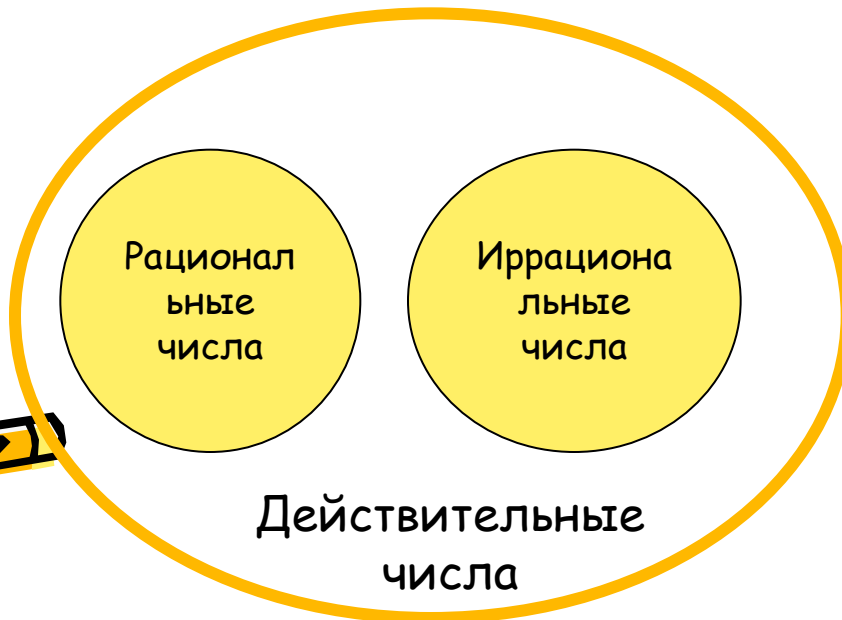 Рационал
ьные
числа
Иррациона
льные
числа
Действительные
числа